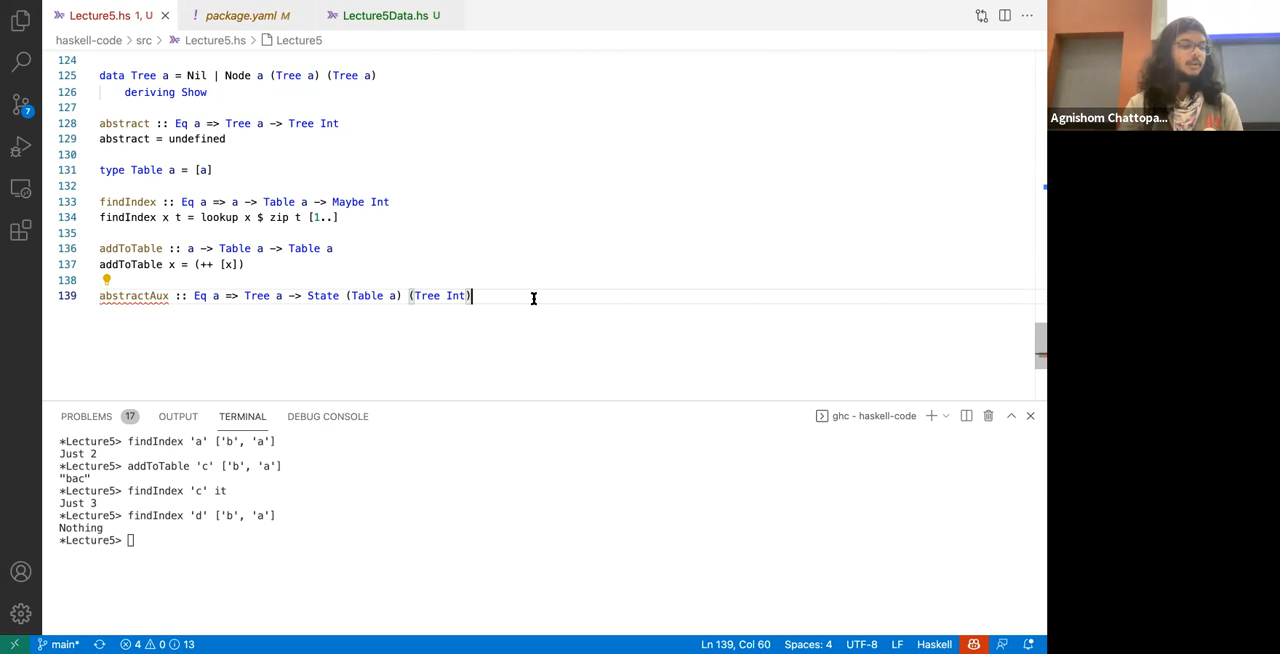 Lecture5.hs 1, U
! package.yaml M
Lecture5Data.hs U
haskell-code > src > Lecture5.hs > Lecture5
124
125 data Tree a = Nil | Node a (Tree a) (Tree a)
126 deriving Show
127
128 abstract :: Eq a => Tree a -> Tree Int
129 abstract = undefined
130
131 type Table a = [a]
132
133 findIndex :: Eq a => a -> Table a -> Maybe Int
134 findIndex x t = lookup x $ zip t [1..]
135
136 addToTable :: a -> Table a -> Table a
137 addToTable x = (++ [x])
138
139 abstractAux :: Eq a => Tree a -> State (Table a) (Tree Int)
7
Agnishom Chattopa...
PROBLEMS 17 OUTPUT TERMINAL DEBUG CONSOLE
ghc - haskell-code
*Lecture5> findIndex 'a' ['b', 'a']
Just 2
*Lecture5> addToTable 'c' ['b', 'a']
"bac"
*Lecture5> findIndex 'c' it
Just 3
*Lecture5> findIndex 'd' ['b', 'a']
Nothing
*Lecture5>
main* 4 0 13
Ln 139, Col 60 Spaces: 4 UTF-8 LF Haskell